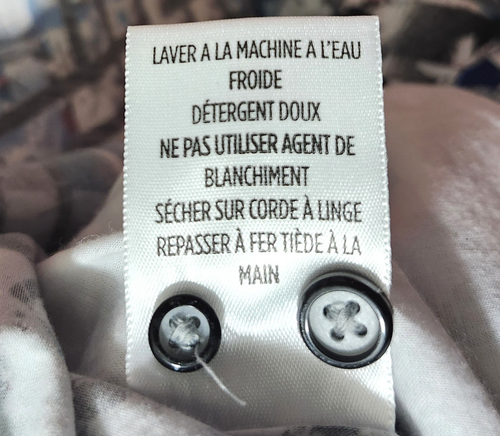 LAVER A LA MACHINE A L'EAU
FROIDE
DÉTERGENT DOUX
NE PAS UTILISER AGENT DE
BLANCHIMENT
SÉCHER SUR CORDE À LINGE
REPASSER À FER TIÈDE À LA
MAIN